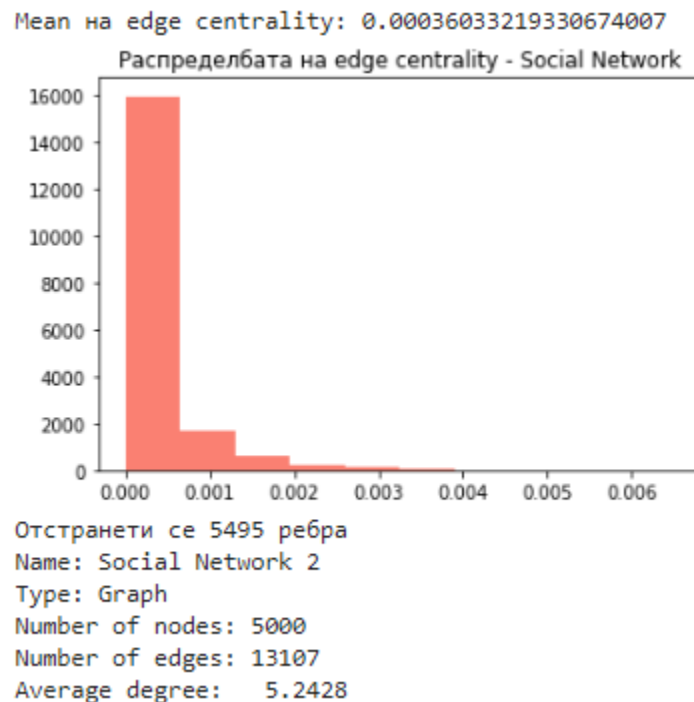 Mean на edge centrality: 0.00036033219330674007
Распределбата на edge centrality - Social Network
16000
14000
12000
10000
8000
6000
4000
2000
0
0.000 0.001 0.002 0.003 0.004 0.005 0.006
Отстранети се 5495 ребра
Name: Social Network 2
Type: Graph
Number of nodes: 5000
Number of edges: 13107
Average degree:   5.2428